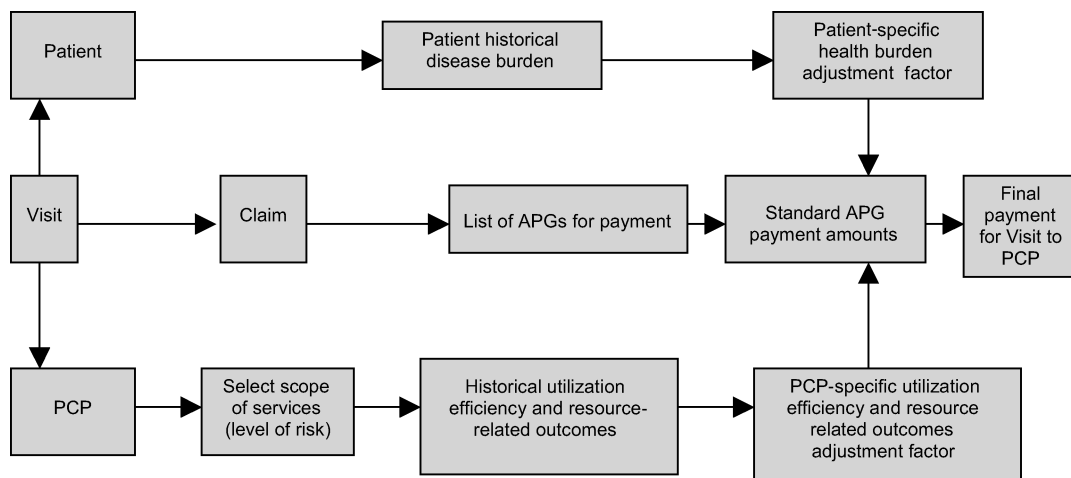 Patient
Patient historical
disease burden
Patient-specific
health burden
adjustment factor
Visit
Claim
List of APGs for payment
Standard APG
payment amounts
Final
payment
for Visit to
PCP
PCP
Select scope
of services
(level of risk)
Historical utilization
efficiency and resource-
related outcomes
PCP-specific utilization
efficiency and resource
related outcomes
adjustment factor